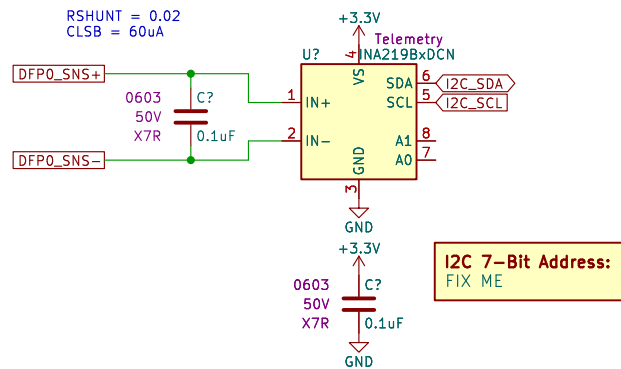 RSHUNT = 0.02
CLSB = 60uA
+3.3V
Telemetry
U?
INA219BxDCN
DFP0_SNS+
4
VS
SDA
6
I2C_SDA
0603
C?
1
IN+
SCL
5
I2C_SCL
50V
X7R
0.1uF
2
IN-
A1
8
DFP0_SNS-
GND
A0
7
3
GND
+3.3V
I2C 7-Bit Address:
FIX ME
0603
C?
50V
X7R
0.1uF
GND